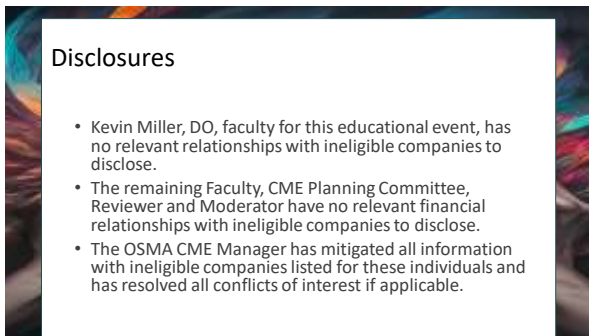 Disclosures
• Kevin Miller, DO, faculty for this educational event, has
no relevant relationships with ineligible companies to
disclose.
• The remaining Faculty, CME Planning Committee,
Reviewer and Moderator have no relevant financial
relationships with ineligible companies to disclose.
• The OSMA CME Manager has mitigated all information
with ineligible companies listed for these individuals and
has resolved all conflicts of interest if applicable.